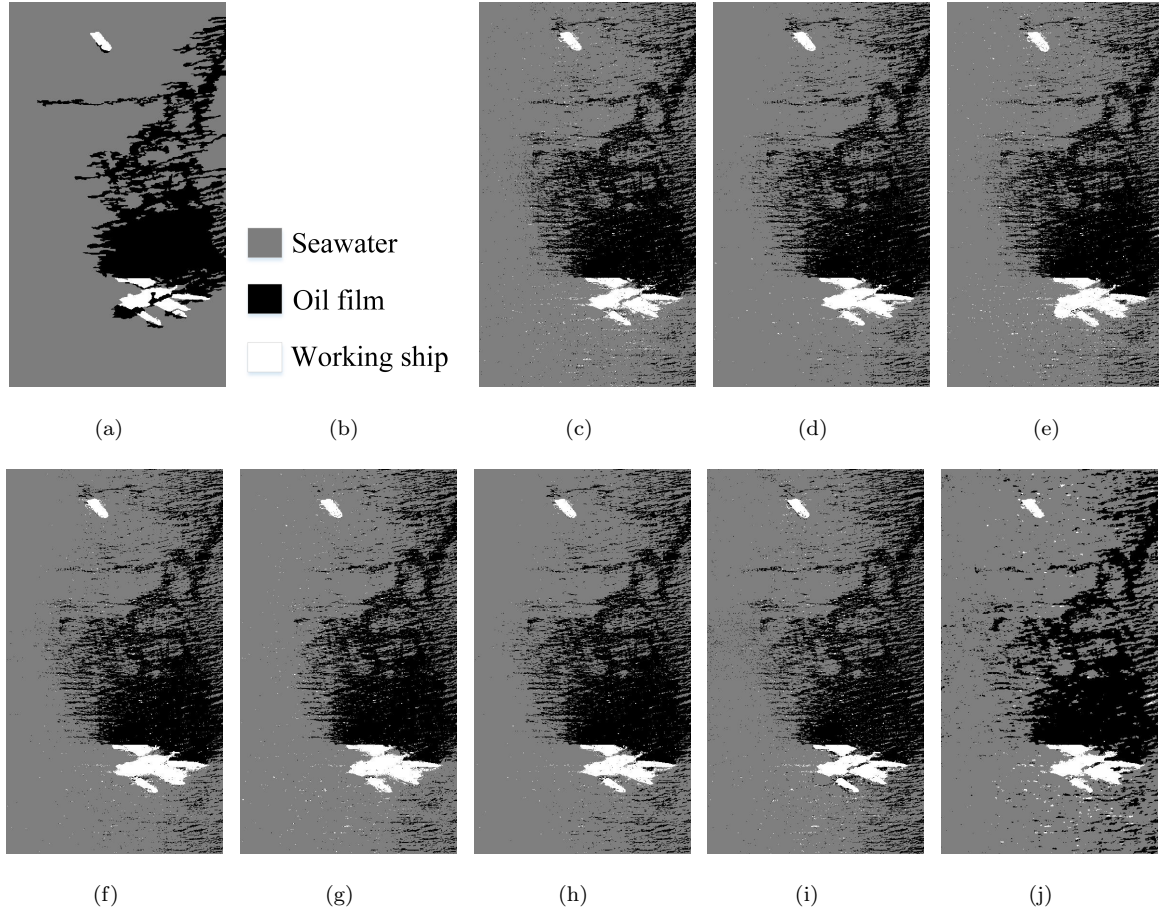 Seawater
Oil film
Working ship
(a)
(b)
(c)
(d)
(e)
(f)
(g)
(h)
(i)
(j)